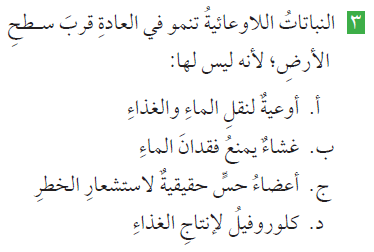 ٣ النباتاتُ اللاوعائيةُ تنمو في العادةِ قربَ سـطحِ
الأرضِ؛ لأنه ليس لها:
أ. أوعيةٌ لنقلِ الماءِ والغذاءِ
ب. غشاءٌ يمنعُ فقدانَ الماءِ
ج. أعضاءُ حسٍّ حقيقيةٌ لاستشعارِ الخطرِ
د. كلوروفيلُ لإنتاجِ الغذاءِ